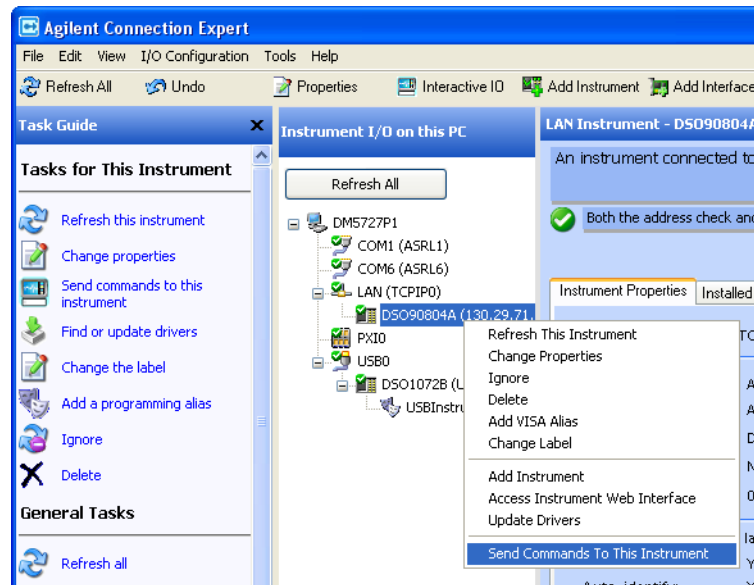 Agilent Connection Expert
File Edit View I/O Configuration Tools Help
Refresh All Undo Properties Interactive IO Add Instrument Add Interface
Task Guide
Tasks for This Instrument
Refresh this instrument
Change properties
Send commands to this
instrument
Find or update drivers
Change the label
Add a programming alias
Ignore
Delete
General Tasks
Refresh all
Instrument I/O on this PC
Refresh All
DM5727P1
COM1 (ASRL1)
COM6 (ASRL6)
LAN (TCPIP0)
DSO90804A (130.29.71.
PXI0
USB0
DSO1072B (U
USBInstru
LAN Instrument - DSO90804A
An instrument connected to
Both the address check and
Instrument Properties Installed
Refresh This Instrument
Change Properties
Ignore
Delete
Add VISA Alias
Change Label
Add Instrument
Access Instrument Web Interface
Update Drivers
Send Commands To This Instrument